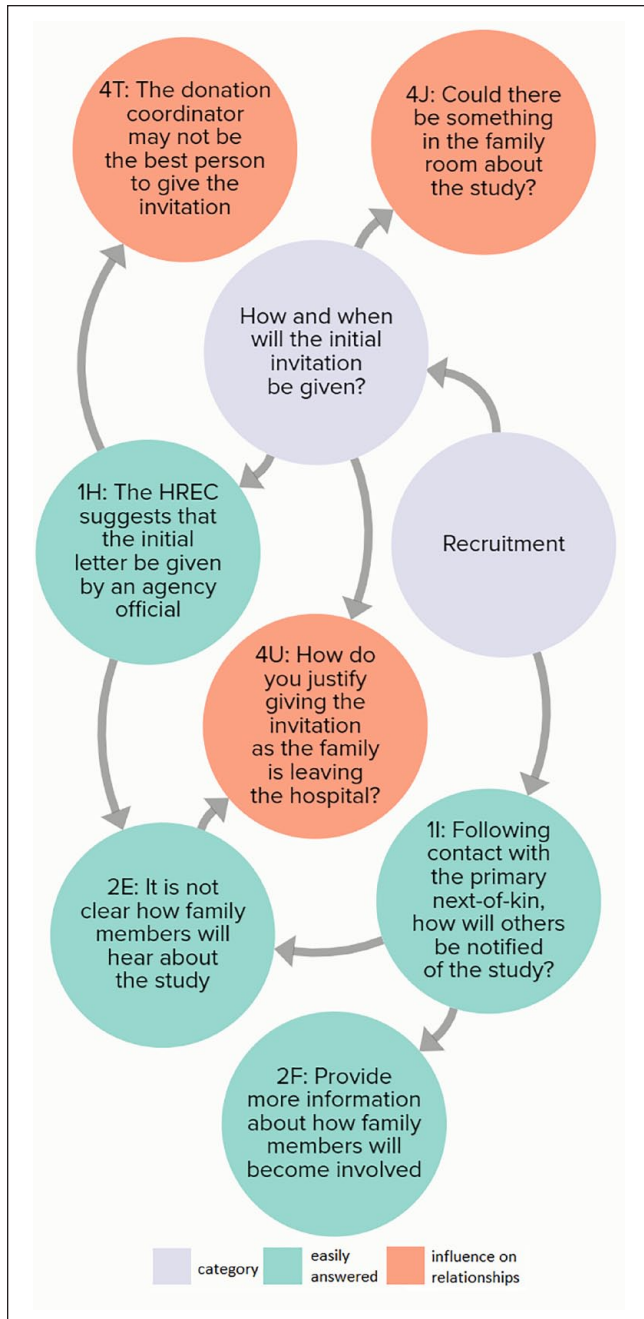 4T: The donation
coordinator
may not be
the best person
to give the
invitation
4J: Could there
be something
in the family
room about
the study?
How and when
will the initial
invitation
be given?
1H: The HREC
suggests that
the initial
letter be given
by an agency
official
Recruitment
4U: How do
you justify
giving the
invitation
as the family
is leaving
the hospital?
1I: Following
contact with
the primary
next-of-kin,
how will others
be notified
of the study?
2E: It is not
clear how family
members will
hear about
the study
2F: Provide
more information
about how family
members will
become involved
category
easily
answered
influence on
relationships